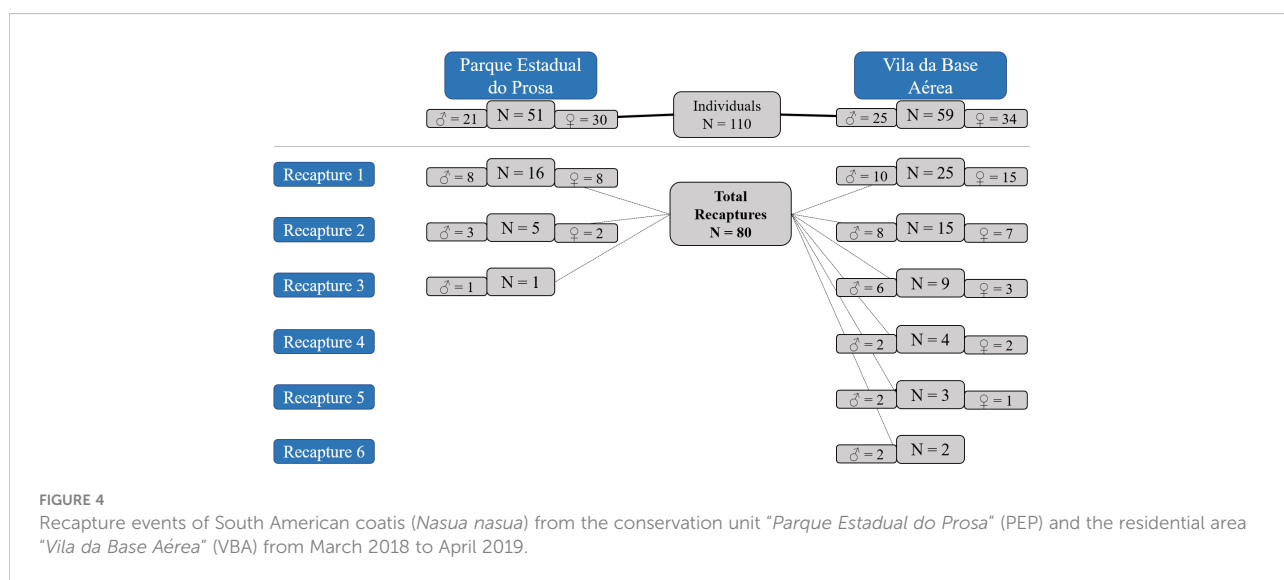 Parque Estadual
do Prosa
Vila da Base
Aérea
♂ = 21 N = 51 ♀ = 30
Individuals
N = 110
♂ = 25 N = 59 ♀ = 34
Recapture 1
♂ = 8 N = 16 ♀ = 8
♂ = 10 N = 25 ♀ = 15
Total
Recaptures
N = 80
Recapture 2
♂ = 3 N = 5 ♀ = 2
♂ = 8 N = 15 ♀ = 7
Recapture 3
♂ = 1 N = 1
♂ = 6 N = 9 ♀ = 3
Recapture 4
♂ = 2 N = 4 ♀ = 2
Recapture 5
♂ = 2 N = 3 ♀ = 1
Recapture 6
♂ = 2 N = 2
FIGURE 4
Recapture events of South American coatis (Nasua nasua) from the conservation unit "Parque Estadual do Prosa" (PEP) and the residential area
"Vila da Base Aérea" (VBA) from March 2018 to April 2019.